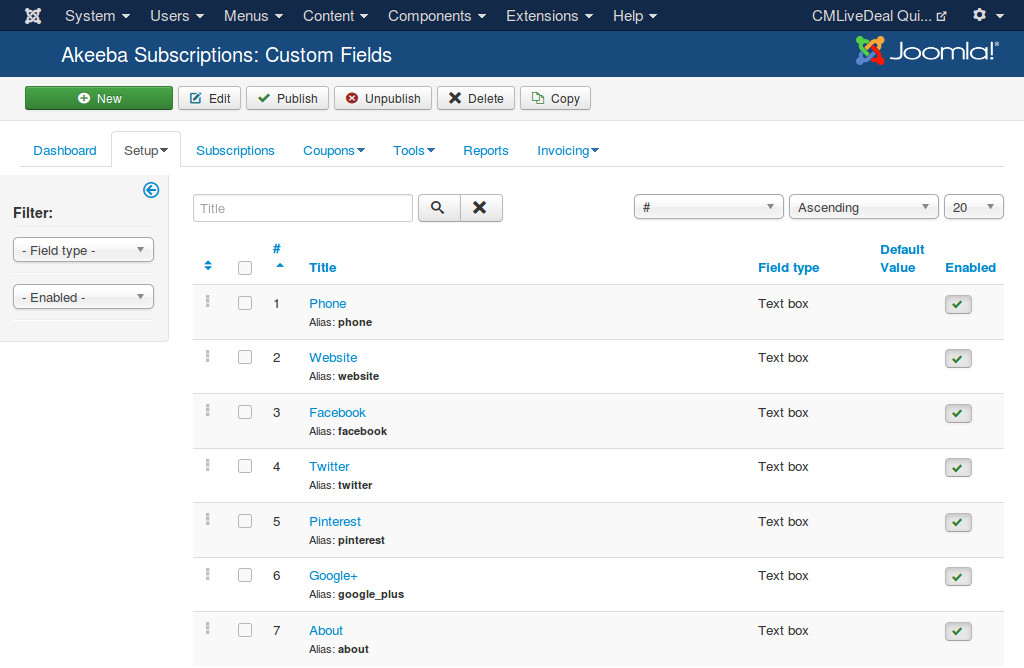 System Users Menus Content Components Extensions Help CMLiveDeal Qui...
Akeeba Subscriptions: Custom Fields Joomla!®
New Edit Publish Unpublish Delete Copy
Dashboard Setup Subscriptions Coupons Tools Reports Invoicing
Filter:
- Field type -
- Enabled -
Title # Ascending 20
# Title Field type Default Value Enabled
1 Phone Text box
Alias: phone
2 Website Text box
Alias: website
3 Facebook Text box
Alias: facebook
4 Twitter Text box
Alias: twitter
5 Pinterest Text box
Alias: pinterest
6 Google+ Text box
Alias: google_plus
7 About Text box
Alias: about